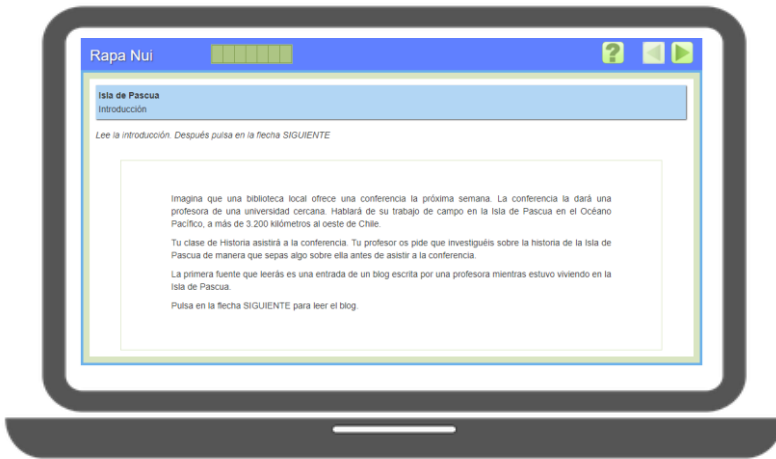 Rapa Nui
?
Isla de Pascua
Introducción
Lee la introducción. Después pulsa en la flecha SIGUIENTE
Imagina que una biblioteca local ofrece una conferencia la próxima semana. La conferencia la dará una
profesora de una universidad cercana. Hablará de su trabajo de campo en la Isla de Pascua en el Océano
Pacífico, a más de 3.200 kilómetros al oeste de Chile.
Tu clase de Historia asistirá a la conferencia. Tu profesor os pide que investiguéis sobre la historia de la Isla de
Pascua de manera que sepas algo sobre ella antes de asistir a la conferencia.
La primera fuente que leerás es una entrada de un blog escrita por una profesora mientras estuvo viviendo en la
Isla de Pascua.
Pulsa en la flecha SIGUIENTE para leer el blog.